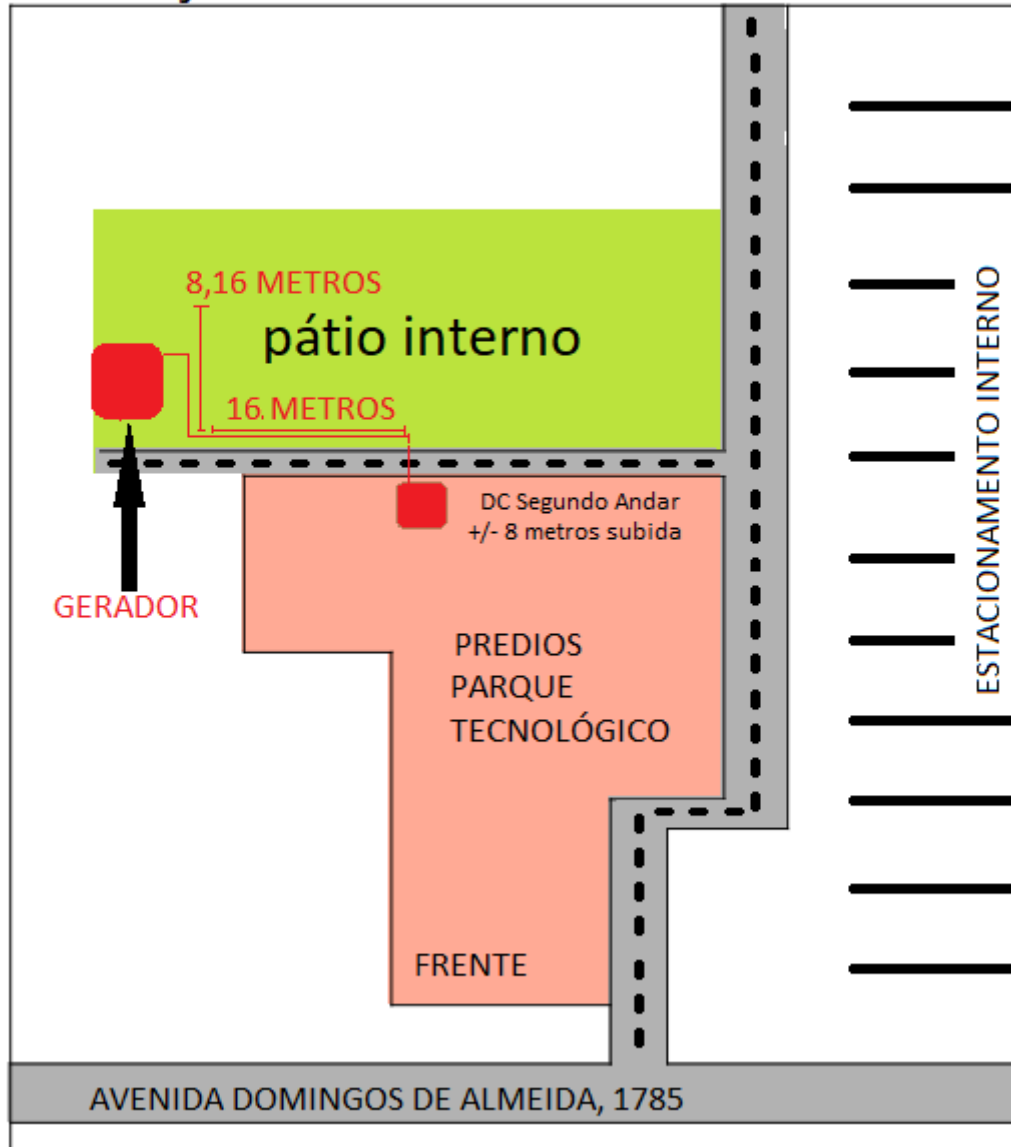 8,16 METROS
pátio interno
16. METROS
DC Segundo Andar
+/- 8 metros subida
GERADOR
PREDIOS
PARQUE
TECNOLÓGICO
ESTACIONAMENTO INTERNO
FRENTE
AVENIDA DOMINGOS DE ALMEIDA, 1785